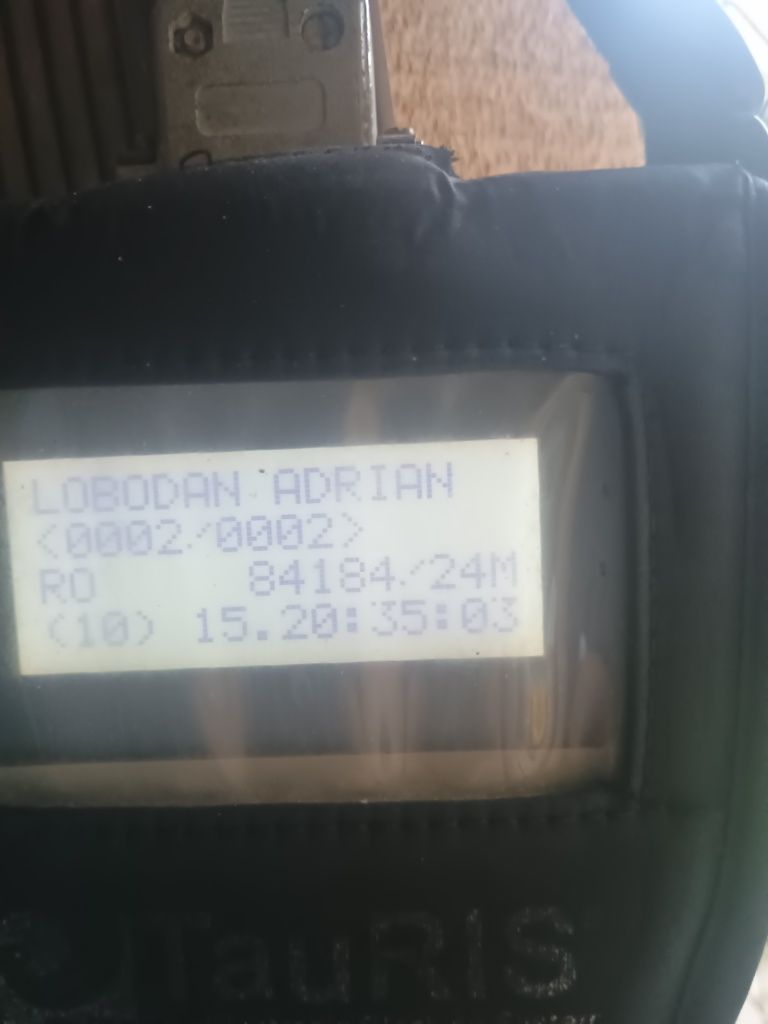 LOBODAN ADRIAN
<0002/0002>
RO 84184/24M
(10) 15.20:35:03
TauRIS